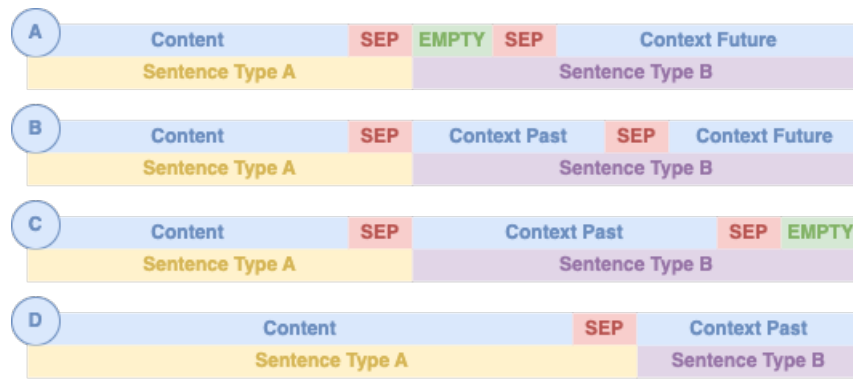 A Content SEP EMPTY SEP Context Future
Sentence Type A Sentence Type B
B Content SEP Context Past SEP Context Future
Sentence Type A Sentence Type B
C Content SEP Context Past SEP EMPTY
Sentence Type A Sentence Type B
D Content SEP Context Past
Sentence Type A Sentence Type B